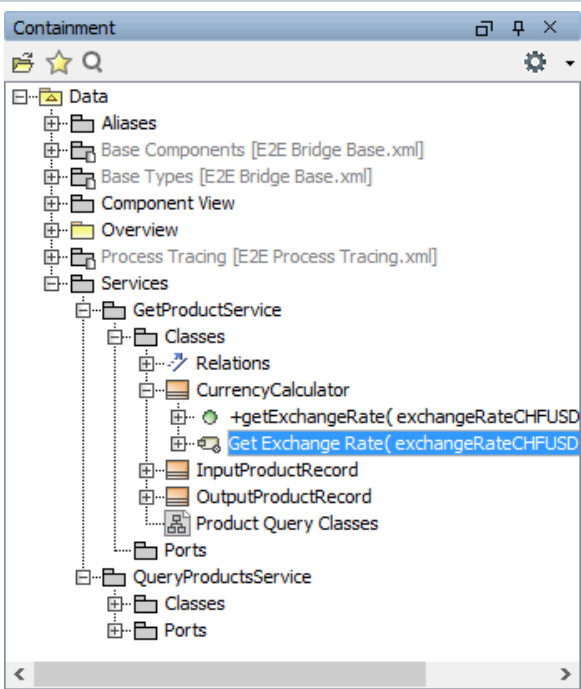 Containment
Data
Aliases
Base Components [E2E Bridge Base.xml]
Base Types [E2E Bridge Base.xml]
Component View
Overview
Process Tracing [E2E Process Tracing.xml]
Services
GetProductService
Classes
Relations
CurrencyCalculator
+getExchangeRate( exchangeRateCHFUSD
Get Exchange Rate( exchangeRateCHFUSD
InputProductRecord
OutputProductRecord
Product Query Classes
Ports
QueryProductsService
Classes
Ports